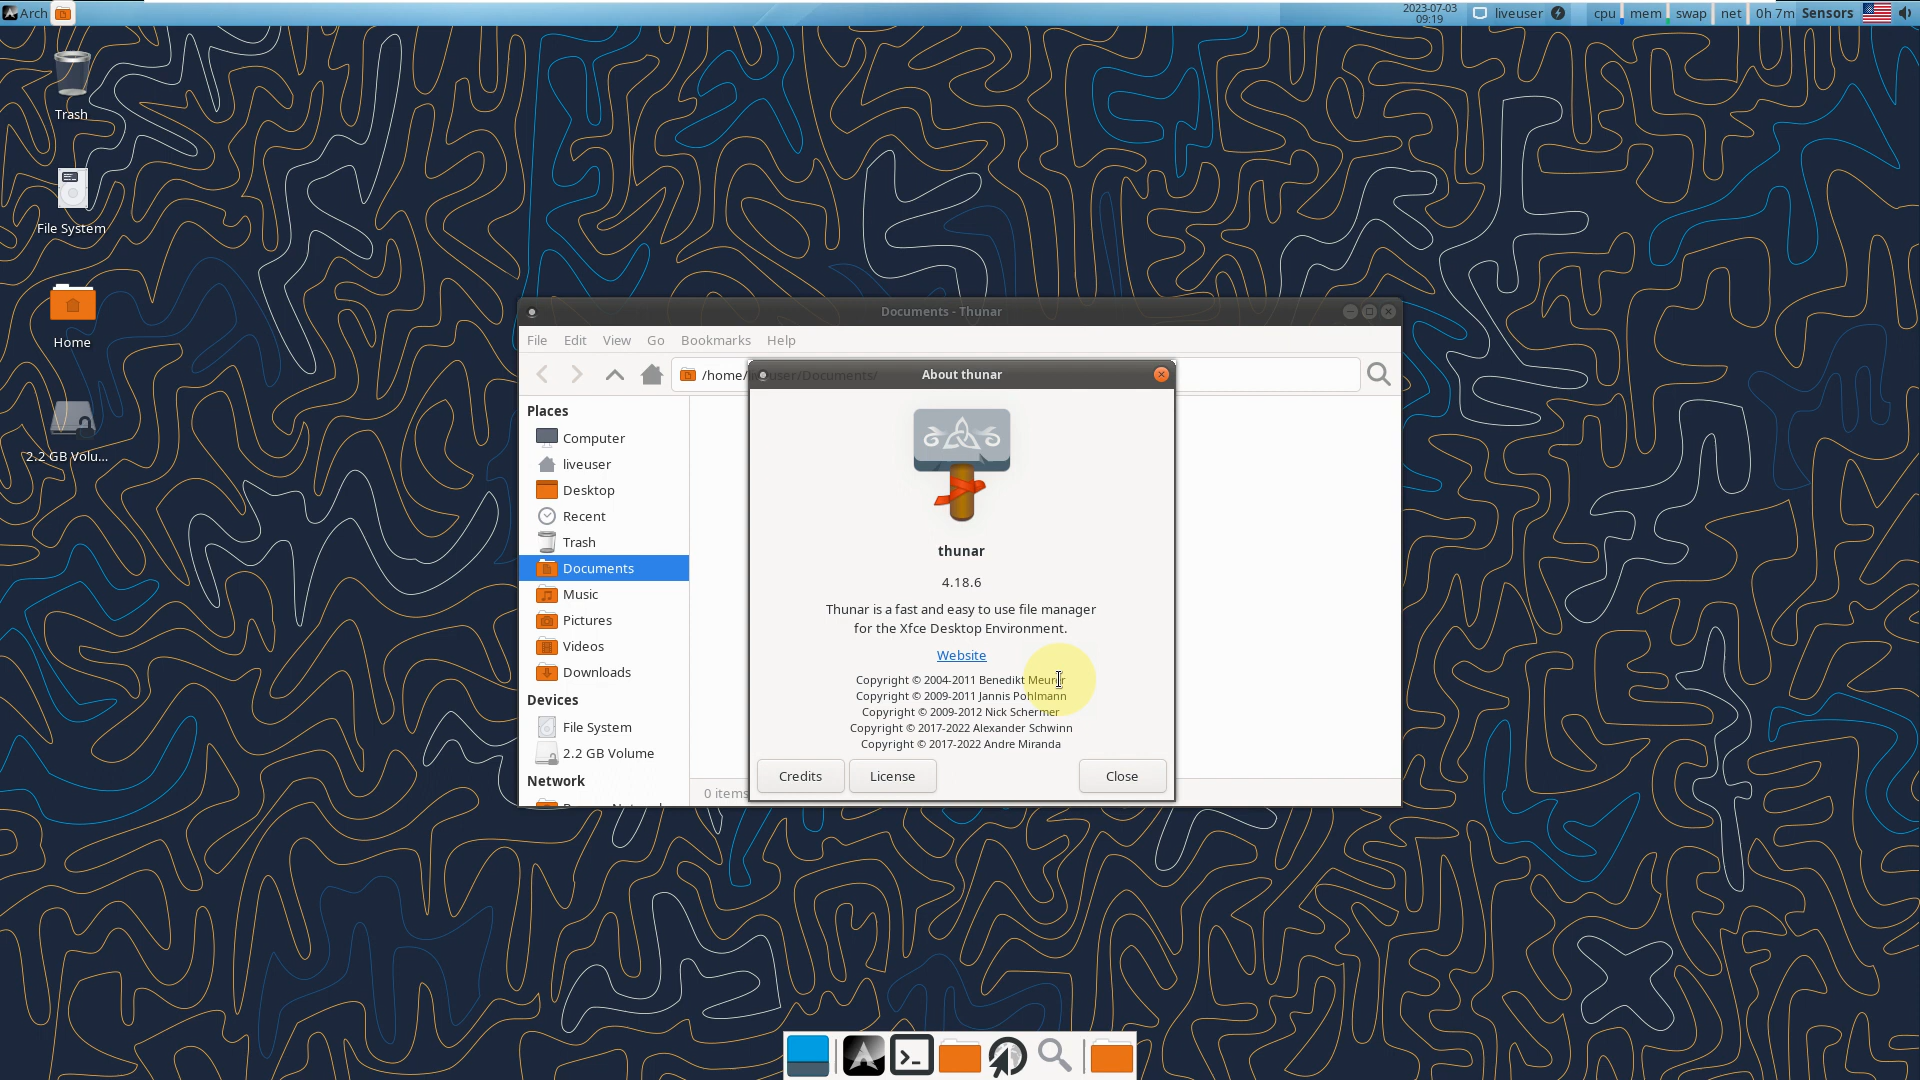 Arch
2023-07-03
09:19
liveuser
cpu
mem
swap
net
0h 7m
Sensors
Trash
File System
Home
2.2 GB Volu...
Documents - Thunar
File
Edit
View
Go
Bookmarks
Help
/home/liveuser/Documents/
About thunar
Places
Computer
liveuser
Desktop
Recent
Trash
Documents
Music
Pictures
Videos
Downloads
Devices
File System
2.2 GB Volume
Network
0 items
thunar
4.18.6
Thunar is a fast and easy to use file manager
for the Xfce Desktop Environment.
Website
Copyright © 2004-2011 Benedikt Meurer
Copyright © 2009-2011 Jannis Pohlmann
Copyright © 2009-2012 Nick Schermer
Copyright © 2017-2022 Alexander Schwinn
Copyright © 2017-2022 Andre Miranda
Credits
License
Close